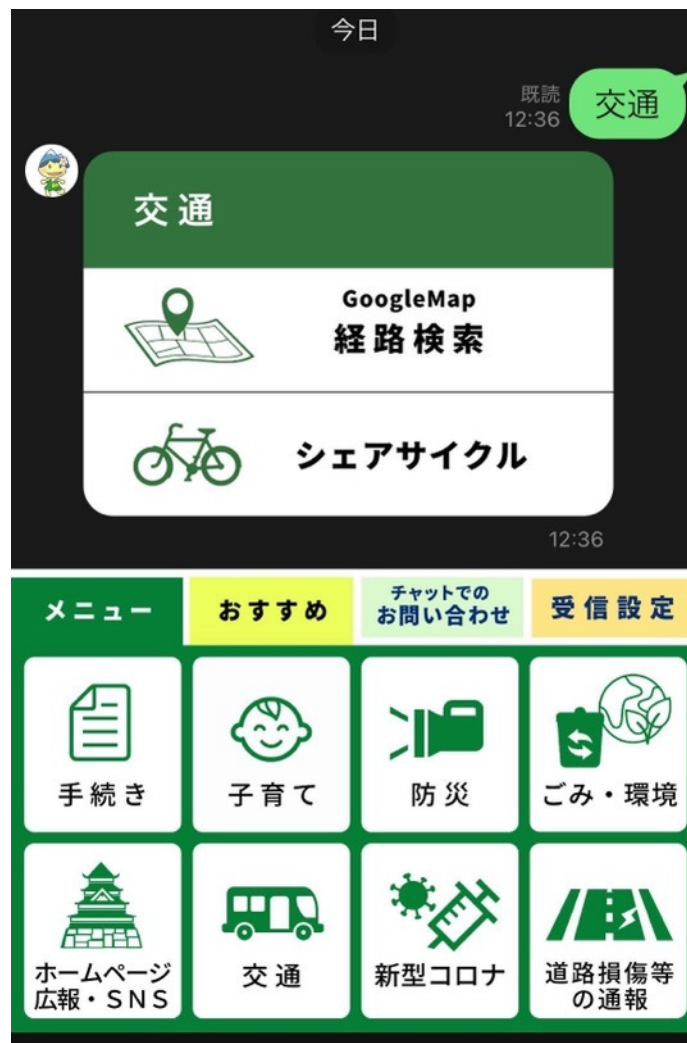 今日
既読
12:36
交通
交通
GoogleMap
経路検索
シェアサイクル
12:36
メニュー
おすすめ
チャットでの
お問い合わせ
受信設定
手続き
子育て
防災
ごみ・環境
ホームページ
広報・SNS
交通
新型コロナ
道路損傷等
の通報